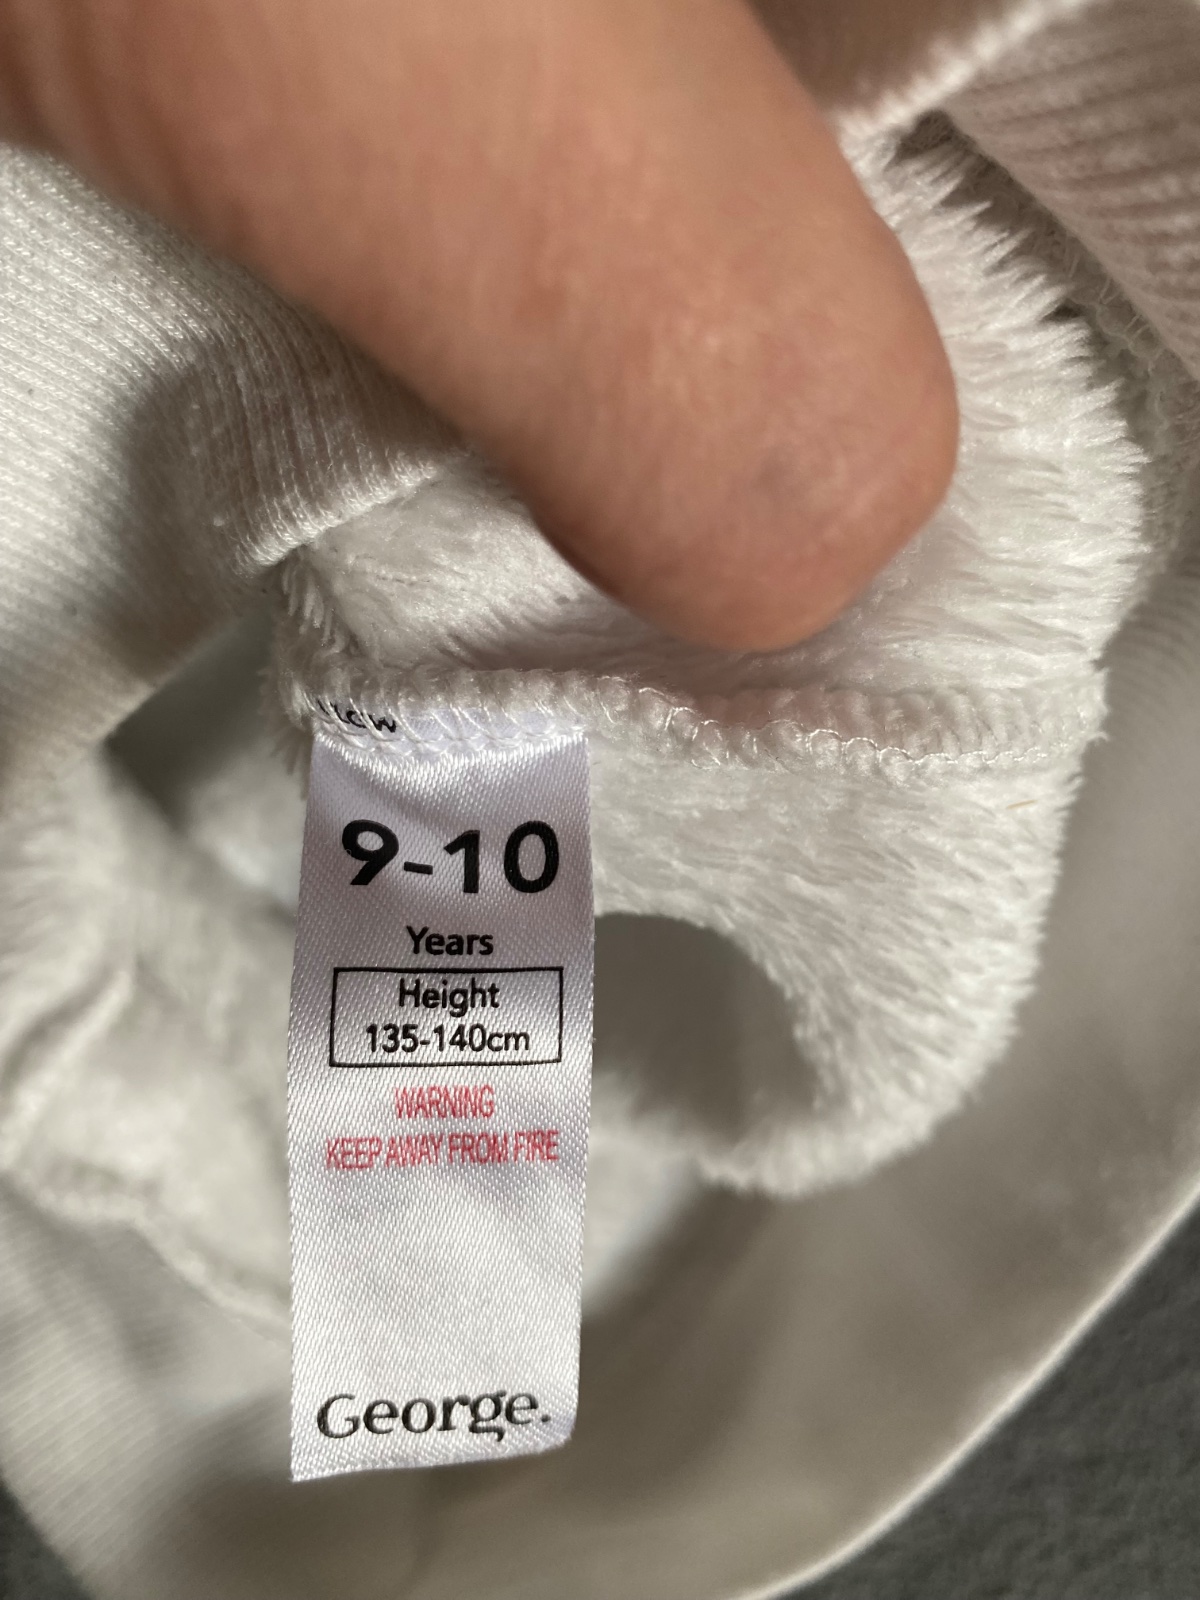 9-10
Years
Height
135-140cm
WARNING
KEEP AWAY FROM FIRE
George.